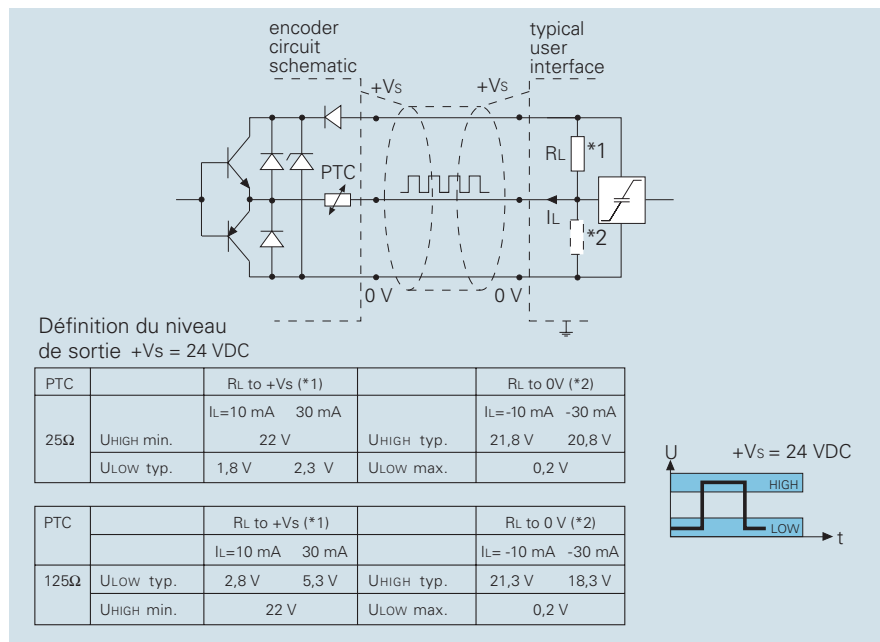 encoder
circuit
schematic
typical
user
interface
+Vs
+Vs
RL
*1
PTC
IL
*2
0 V
0 V
Définition du niveau
de sortie +Vs = 24 VDC
PTC RL to +Vs (*1) RL to 0V (*2)
IL=10 mA 30 mA IL=-10 mA -30 mA
25Ω UHIGH min. 22 V UHIGH typ. 21,8 V 20,8 V
ULOW typ. 1,8 V 2,3 V ULOW max. 0,2 V
U +Vs = 24 VDC
HIGH
LOW
t
PTC RL to +Vs (*1) RL to 0 V (*2)
IL=10 mA 30 mA IL= -10 mA -30 mA
125Ω ULOW typ. 2,8 V 5,3 V UHIGH typ. 21,3 V 18,3 V
UHIGH min. 22 V ULOW max. 0,2 V